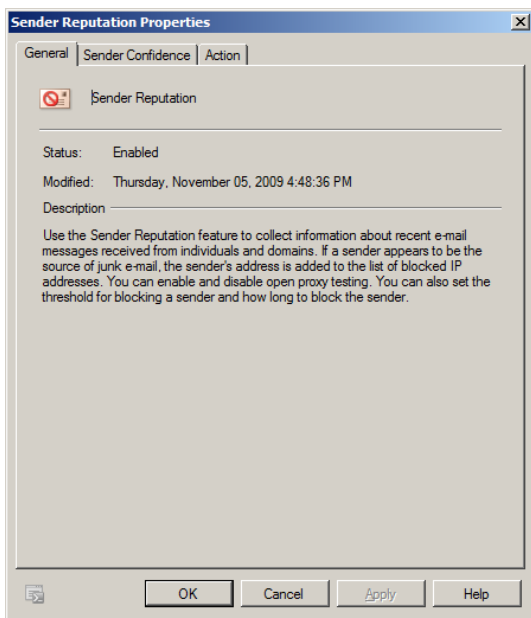 Sender Reputation Properties
General Sender Confidence Action
Sender Reputation
Status: Enabled
Modified: Thursday, November 05, 2009 4:48:36 PM
Description
Use the Sender Reputation feature to collect information about recent e-mail
messages received from individuals and domains. If a sender appears to be the
source of junk e-mail, the sender's address is added to the list of blocked IP
addresses. You can enable and disable open proxy testing. You can also set the
threshold for blocking a sender and how long to block the sender.
OK Cancel Apply Help